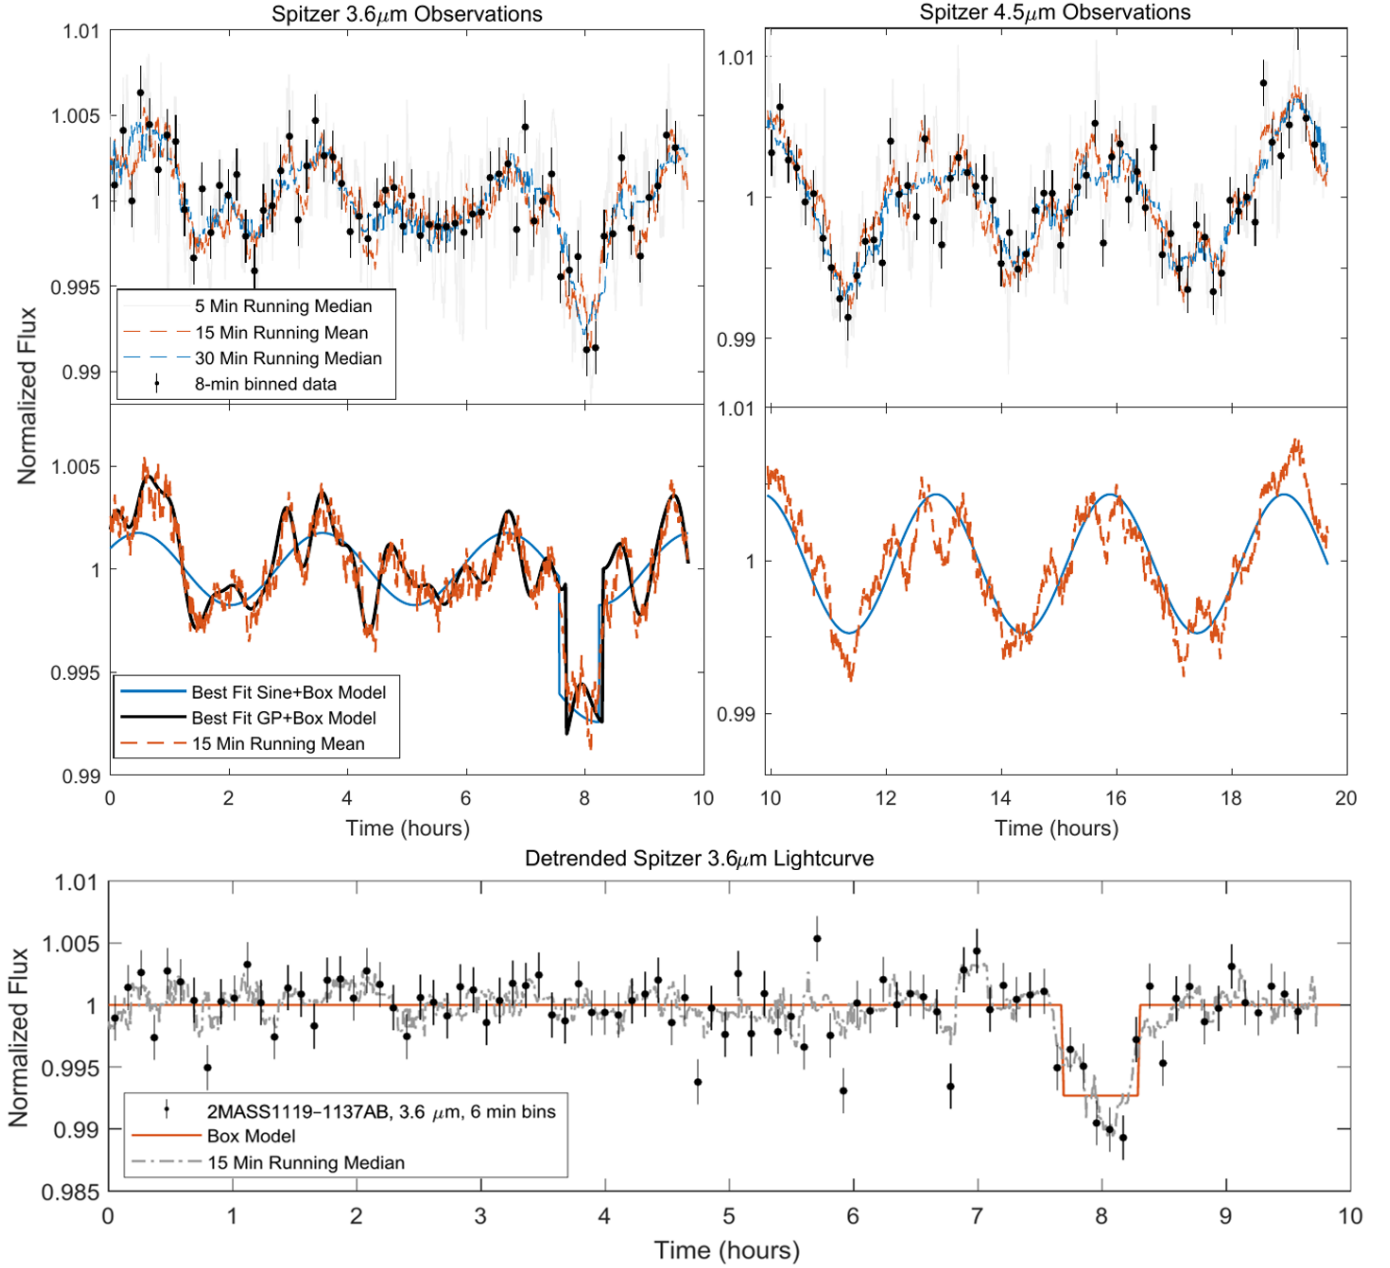 Spitzer 3.6μm Observations
Spitzer 4.5μm Observations
1.01
1.005
1
0.995
0.99
5 Min Running Median
15 Min Running Mean
30 Min Running Median
8-min binned data
1.01
1
0.99
1.01
Normalized Flux
1.005
1
0.995
0.99
Best Fit Sine+Box Model
Best Fit GP+Box Model
15 Min Running Mean
0 2 4 6 8 10
Time (hours)
1
0.99
10 12 14 16 18 20
Time (hours)
Detrended Spitzer 3.6μm Lightcurve
Normalized Flux
1.01
1.005
1
0.995
0.99
0.985
2MASS1119−1137AB, 3.6 μm, 6 min bins
Box Model
15 Min Running Median
0 1 2 3 4 5 6 7 8 9 10
Time (hours)